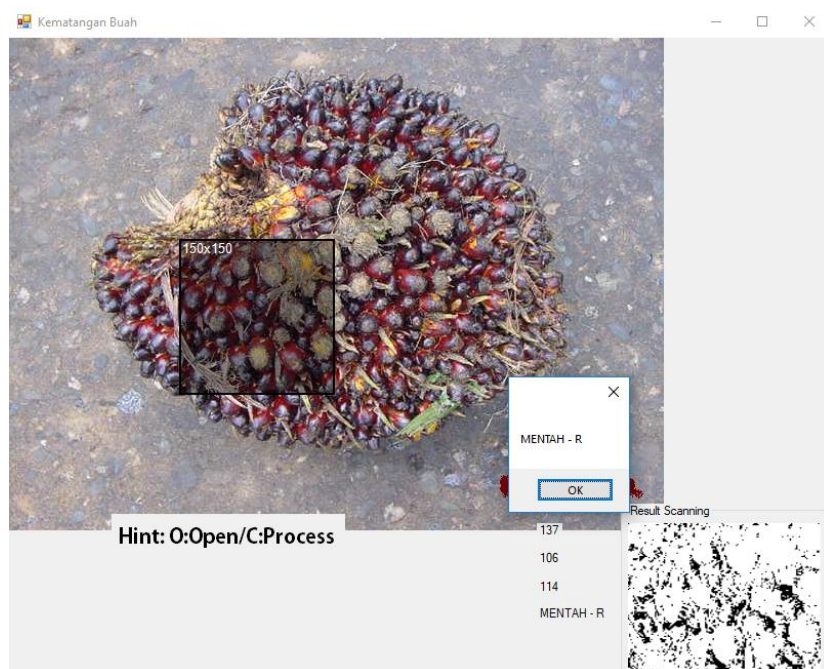 Kematangan Buah
150x150
MENTAH - R
OK
Hint: O:Open/C:Process
Result Scanning
137
106
114
MENTAH - R